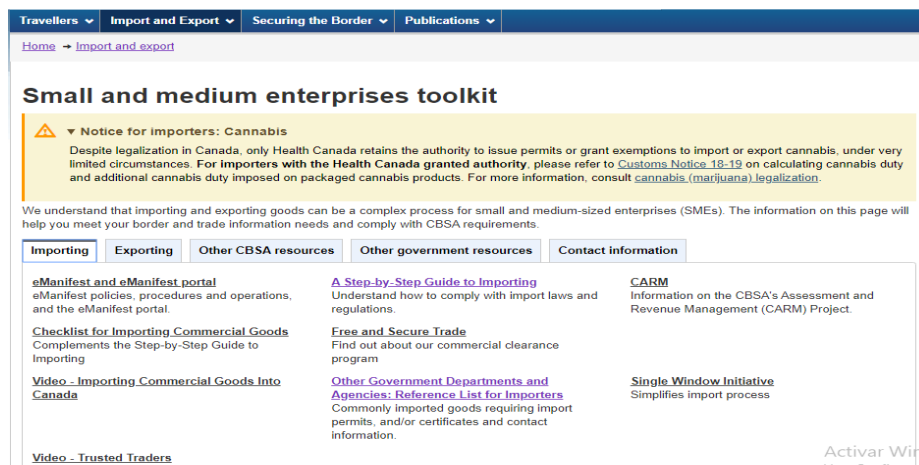 Travellers Import and Export Securing the Border Publications
Home → Import and export
Small and medium enterprises toolkit
▼ Notice for importers: Cannabis
Despite legalization in Canada, only Health Canada retains the authority to issue permits or grant exemptions to import or export cannabis, under very
limited circumstances. For importers with the Health Canada granted authority, please refer to Customs Notice 18-19 on calculating cannabis duty
and additional cannabis duty imposed on packaged cannabis products. For more information, consult cannabis (marijuana) legalization.
We understand that importing and exporting goods can be a complex process for small and medium-sized enterprises (SMEs). The information on this page will
help you meet your border and trade information needs and comply with CBSA requirements.
Importing Exporting Other CBSA resources Other government resources Contact information
eManifest and eManifest portal
eManifest policies, procedures and operations,
and the eManifest portal.
A Step-by-Step Guide to Importing
Understand how to comply with import laws and
regulations.
CARM
Information on the CBSA's Assessment and
Revenue Management (CARM) Project.
Checklist for Importing Commercial Goods
Complements the Step-by-Step Guide to
Importing
Free and Secure Trade
Find out about our commercial clearance
program
Video - Importing Commercial Goods Into
Canada
Other Government Departments and
Agencies: Reference List for Importers
Commonly imported goods requiring import
permits, and/or certificates and contact
information.
Single Window Initiative
Simplifies import process
Video - Trusted Traders
Activar Win